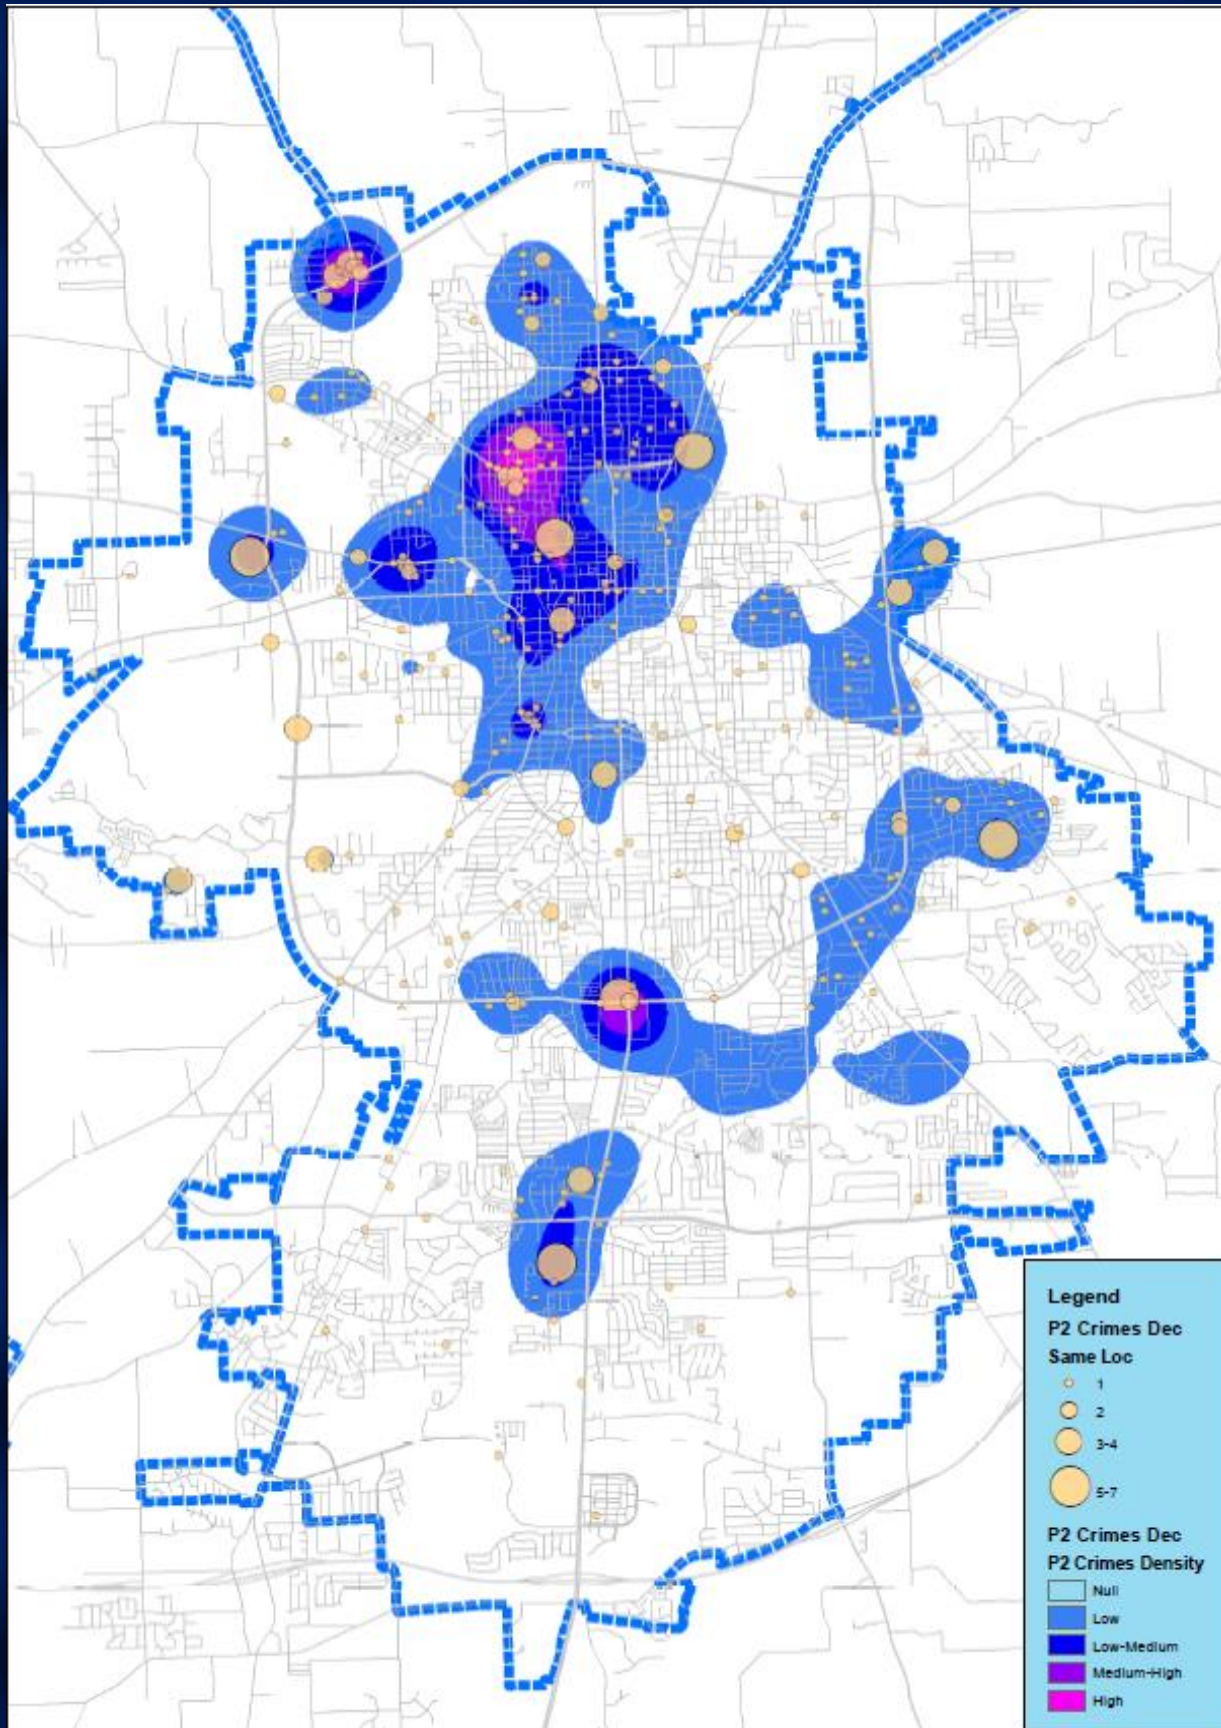 Legend
P2 Crimes Dec
Same Loc
1
2
3-4
5-7
P2 Crimes Dec
P2 Crimes Density
Null
Low
Low-Medium
Medium-High
High